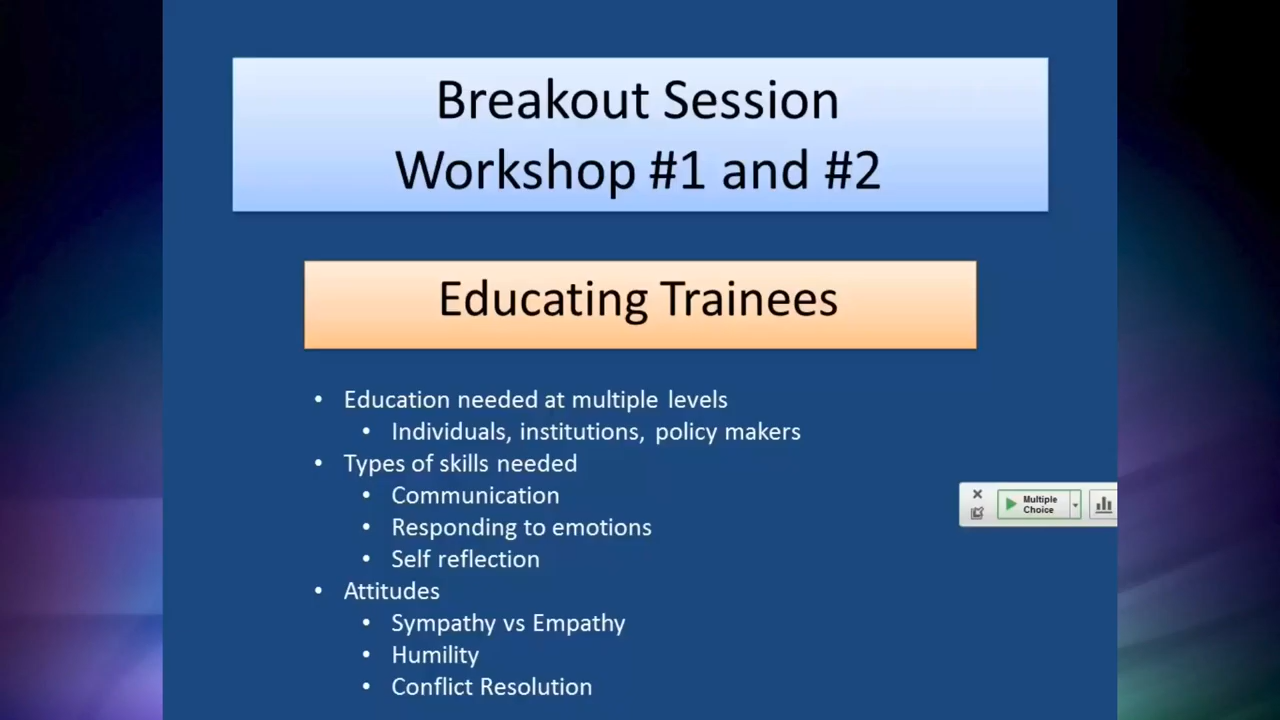 Breakout Session
Workshop #1 and #2
Educating Trainees
• Education needed at multiple levels
• Individuals, institutions, policy makers
• Types of skills needed
• Communication
• Responding to emotions
• Self reflection
• Attitudes
• Sympathy vs Empathy
• Humility
• Conflict Resolution
Multiple
Choice